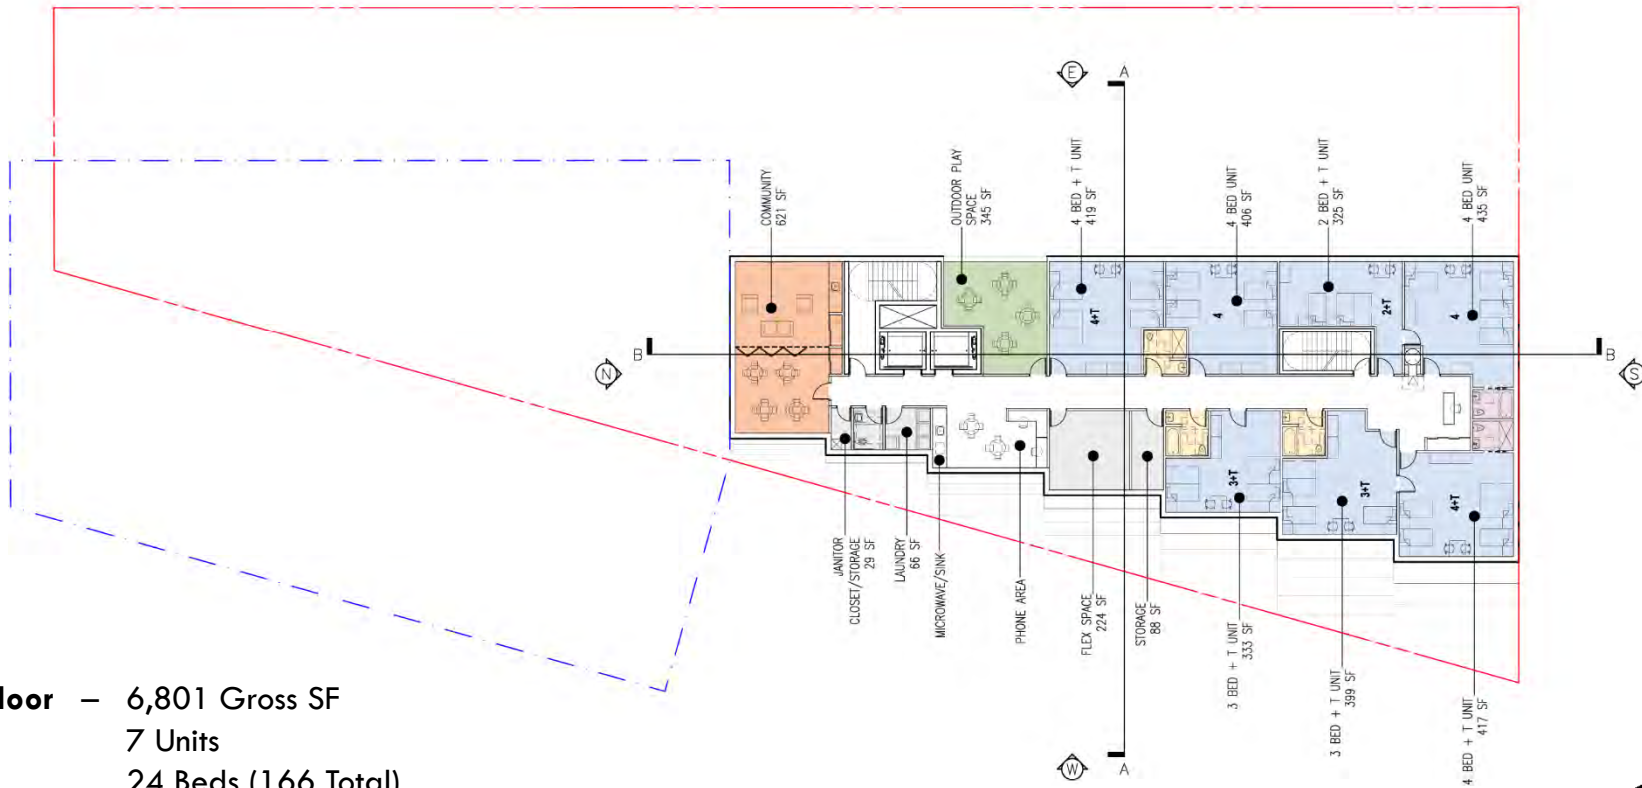 E
A
COMMUNITY
621 SF
OUTDOOR PLAY
SPACE
345 SF
4 BED + T UNIT
419 SF
4 BED UNIT
406 SF
2 BED + T UNIT
325 SF
4 BED UNIT
435 SF
4+T
4
2+T
4
B
B
N
S
3+T
3+T
4+T
JANITOR
CLOSET/STORAGE
29 SF
LAUNDRY
66 SF
MICROWAVE/SINK
PHONE AREA
FLEX SPACE
224 SF
STORAGE
88 SF
3 BED + T UNIT
333 SF
3 BED + T UNIT
399 SF
4 BED + T UNIT
417 SF
W
A
loor – 6,801 Gross SF
7 Units
24 Beds (166 Total)